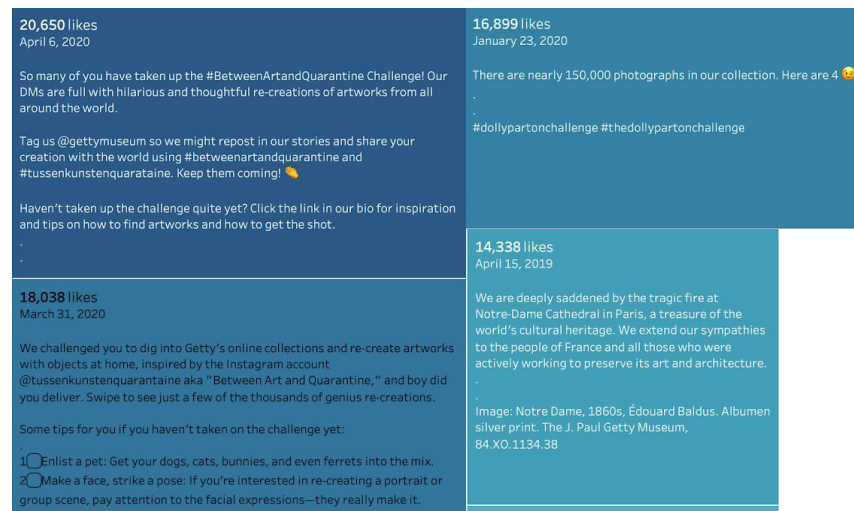 20,650 likes
April 6, 2020
So many of you have taken up the #BetweenArtandQuarantine Challenge! Our
DMs are full with hilarious and thoughtful re-creations of artworks from all
around the world.
Tag us @gettymuseum so we might repost in our stories and share your
creation with the world using #betweenartandquarantine and
#tussenkunstenquarataine. Keep them coming! 👏
Haven't taken up the challenge quite yet? Click the link in our bio for inspiration
and tips on how to find artworks and how to get the shot.
.
.
18,038 likes
March 31, 2020
We challenged you to dig into Getty's online collections and re-create artworks
with objects at home, inspired by the Instagram account
@tussenkunstenquarantaine aka "Between Art and Quarantine," and boy did
you deliver. Swipe to see just a few of the thousands of genius re-creations.
Some tips for you if you haven't taken on the challenge yet:
.
1⃣Enlist a pet: Get your dogs, cats, bunnies, and even ferrets into the mix.
2⃣Make a face, strike a pose: If you're interested in re-creating a portrait or
group scene, pay attention to the facial expressions—they really make it.
16,899 likes
January 23, 2020
There are nearly 150,000 photographs in our collection. Here are 4 😉
.
.
#dollypartonchallenge #thedollypartonchallenge
14,338 likes
April 15, 2019
We are deeply saddened by the tragic fire at
Notre-Dame Cathedral in Paris, a treasure of the
world's cultural heritage. We extend our sympathies
to the people of France and all those who were
actively working to preserve its art and architecture.
.
.
Image: Notre Dame, 1860s, Édouard Baldus. Albumen
silver print. The J. Paul Getty Museum,
84.XO.1134.38